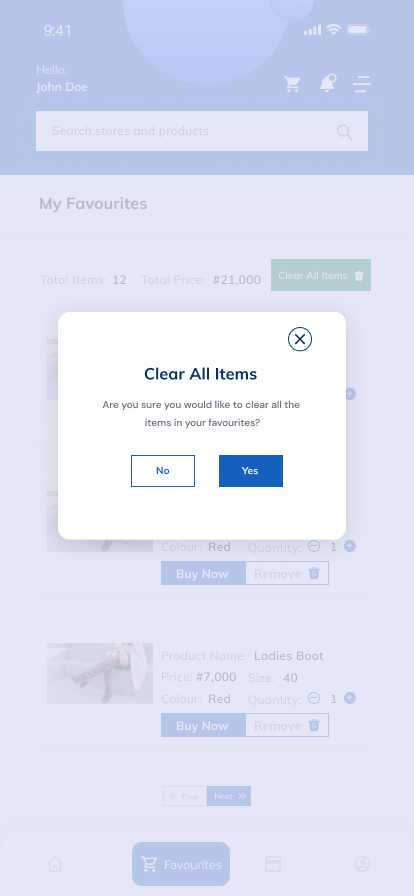 9:41
Hello,
John Doe
Search stores and products
My Favourites
Total Items: 12 Total Price: #21,000 Clear All Items
Clear All Items
Are you sure you would like to clear all the
items in your favourites?
No Yes
Colour: Red Quantity: 1
Buy Now Remove
Product Name: Ladies Boot
Price: #7,000 Size: 40
Colour: Red Quantity: 1
Buy Now Remove
Prev Next
Favourites